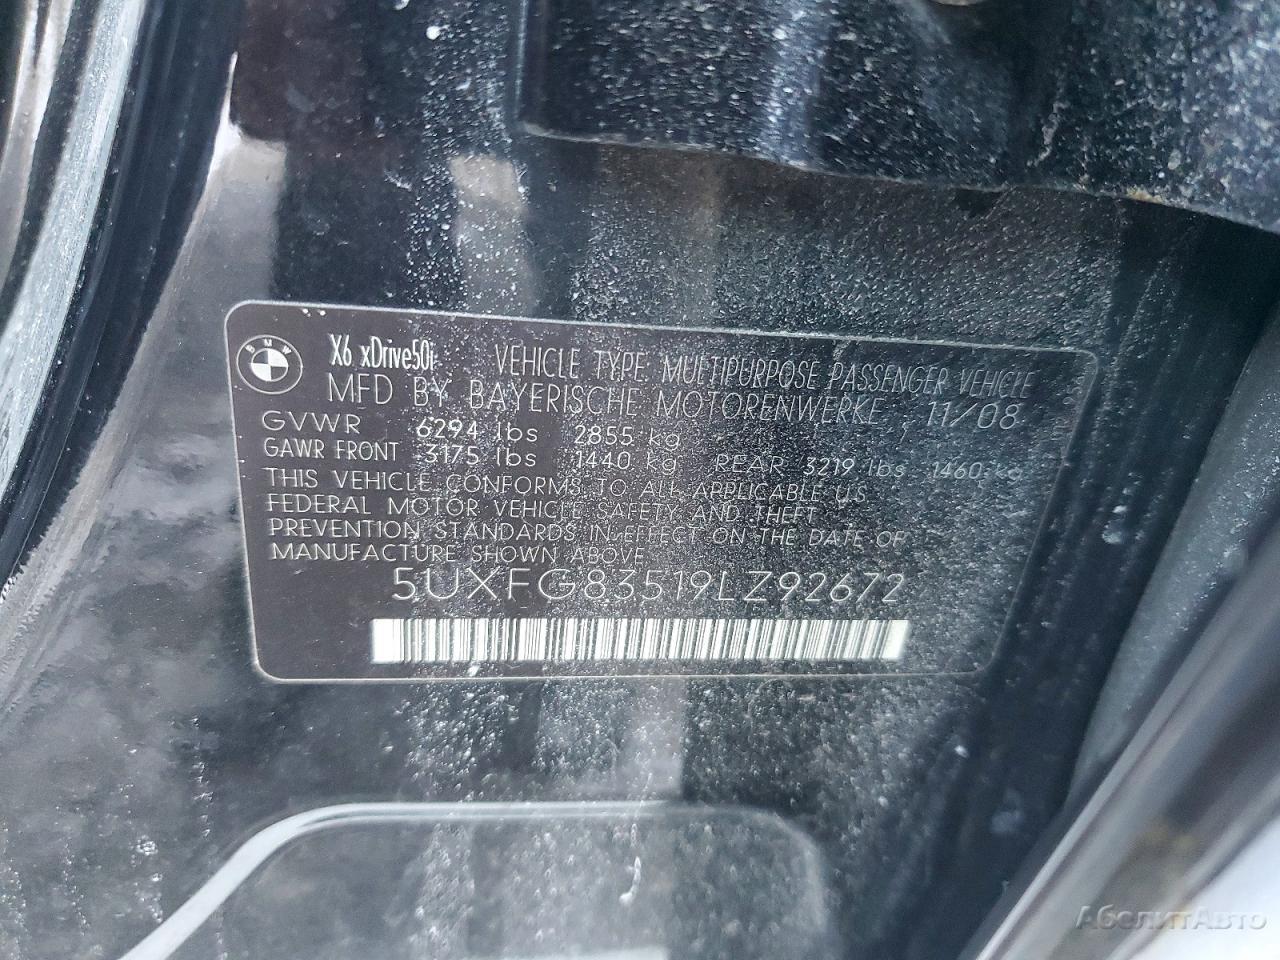 BMW
X6 xDrive50i VEHICLE TYPE MULTIPURPOSE PASSENGER VEHICLE
MFD BY BAYERISCHE MOTORENWERKE , 11/08
GVWR 6294 lbs 2855 kg
GAWR FRONT 3175 lbs 1440 kg REAR 3219 lbs 1460 kg
THIS VEHICLE CONFORMS TO ALL APPLICABLE U.S.
FEDERAL MOTOR VEHICLE SAFETY AND THEFT
PREVENTION STANDARDS IN EFFECT ON THE DATE OF
MANUFACTURE SHOWN ABOVE
5UXFG83519LZ92672
АбслитАвто